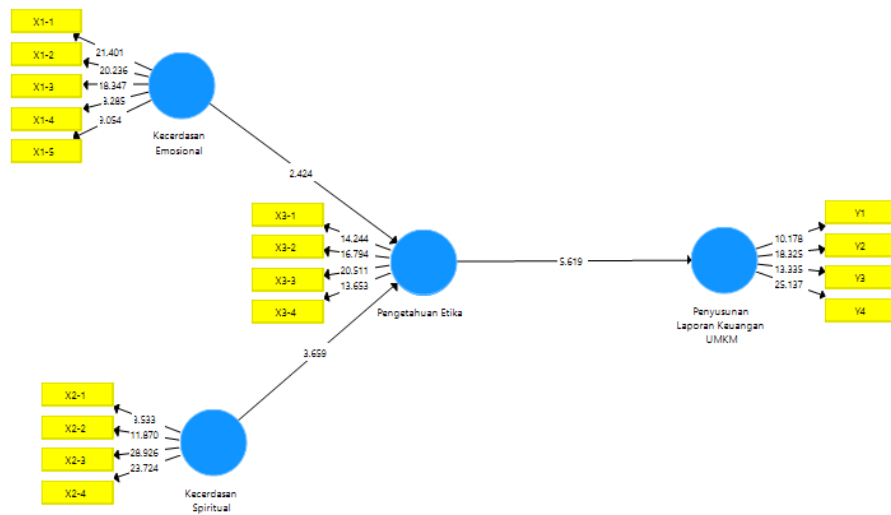 X1-1
X1-2
X1-3
X1-4
X1-5
21.401
20.236
18.347
3.285
9.054
Kecerdasan
Emosional
2.424
X3-1
X3-2
X3-3
X3-4
14.244
16.794
20.511
13.653
Pengetahuan Etika
5.619
Penyusunan
Laporan Keuangan
UMKM
10.178
18.325
13.335
25.137
Y1
Y2
Y3
Y4
3.659
X2-1
X2-2
X2-3
X2-4
3.533
11.870
28.926
23.724
Kecerdasan
Spiritual